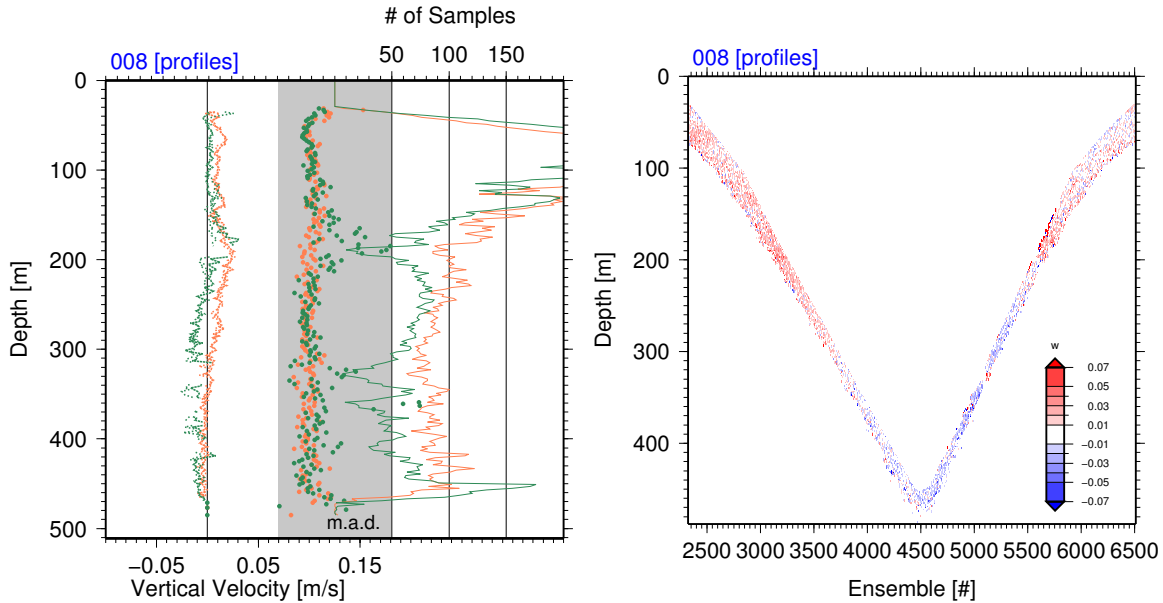 # of Samples
008 [profiles]
50 100 150
0
100
200
300
400
500
Depth [m]
m.a.d.
−0.05 0.05 0.15
Vertical Velocity [m/s]
008 [profiles]
0
100
200
300
400
Depth [m]
w
0.07
0.05
0.03
0.01
−0.01
−0.03
−0.05
−0.07
2500 3000 3500 4000 4500 5000 5500 6000 6500
Ensemble [#]